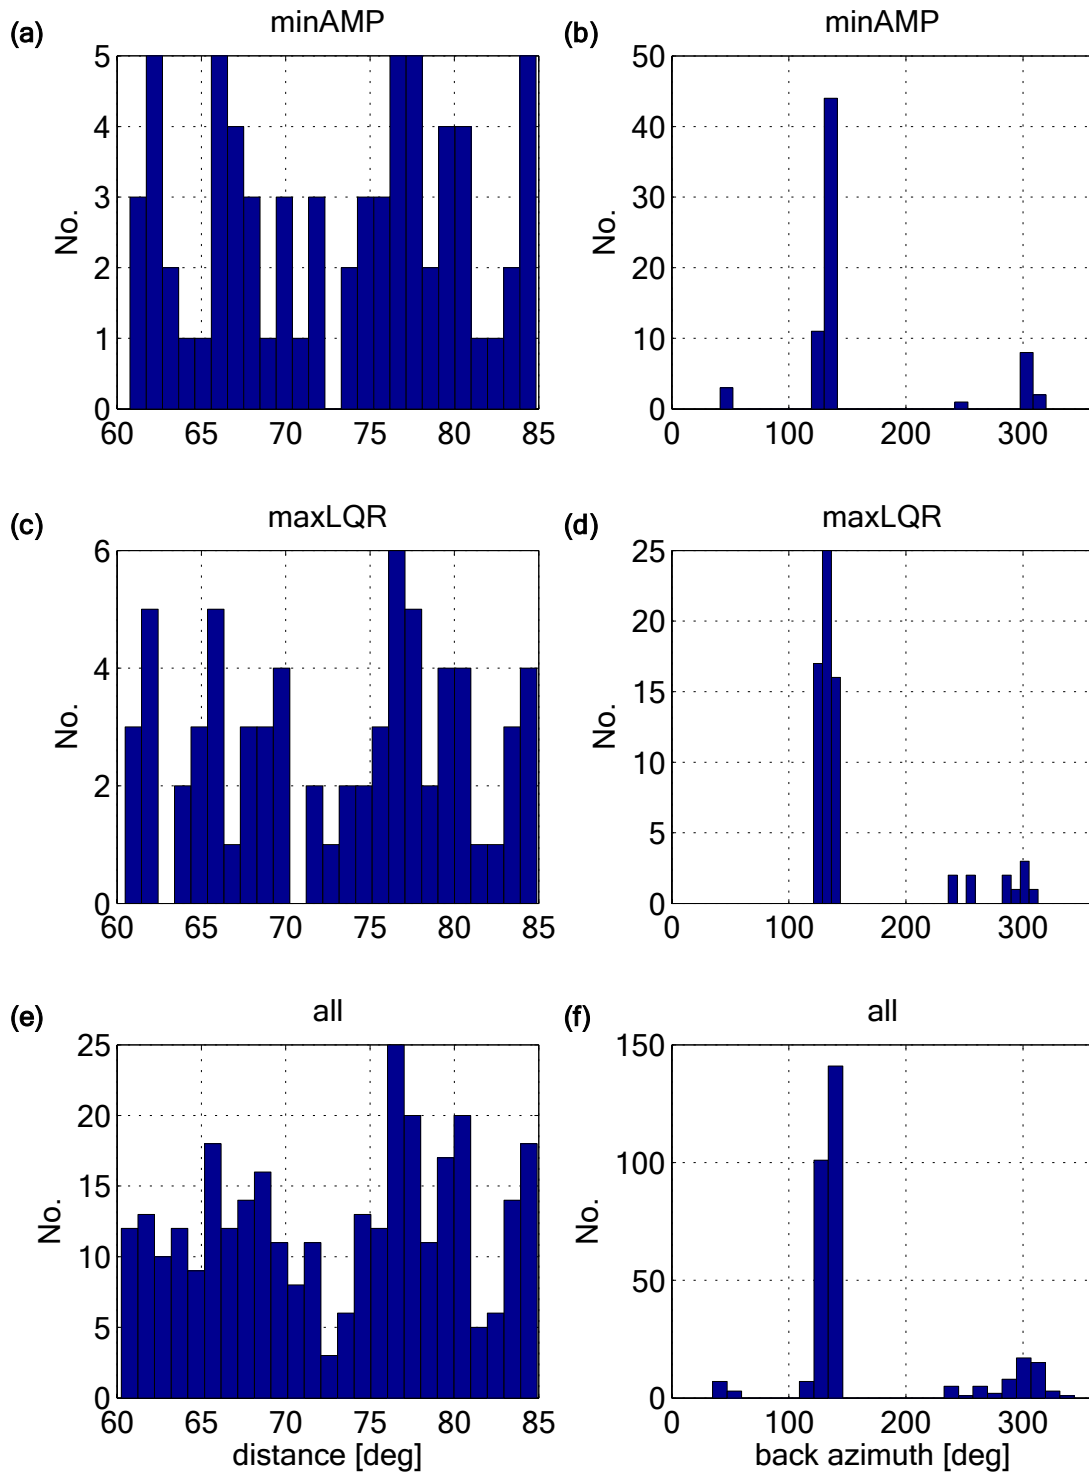 (a)
minAMP
No.
5
4
3
2
1
0
60 65 70 75 80 85
(b)
minAMP
No.
50
40
30
20
10
0
0 100 200 300
(c)
maxLQR
No.
6
4
2
0
60 65 70 75 80 85
(d)
maxLQR
No.
25
20
15
10
5
0
0 100 200 300
(e)
all
No.
25
20
15
10
5
0
60 65 70 75 80 85
distance [deg]
(f)
all
No.
150
100
50
0
0 100 200 300
back azimuth [deg]